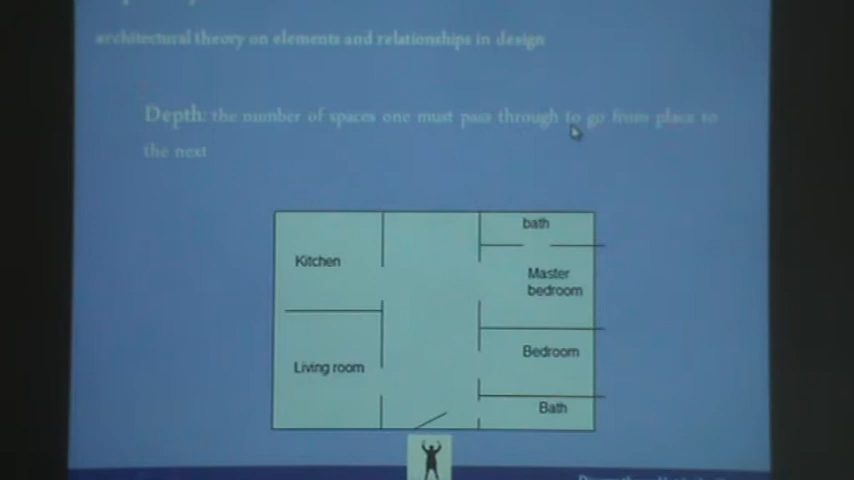 architectural theory on elements and relationships in design
Depth: the number of spaces one must pass through to go from place to
the next
bath
Kitchen
Master
bedroom
Bedroom
Living room
Bath